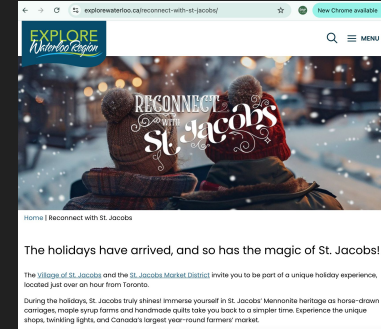 explorewaterloo.ca/reconnect-with-st-jacobs/
New Chrome available
EXPLORE
Waterloo Region
MENU
RECONNECT
WITH
St. Jacobs
Home | Reconnect with St. Jacobs
The holidays have arrived, and so has the magic of St. Jacobs!
The Village of St. Jacobs and the St. Jacobs Market District invite you to be part of a unique holiday experience,
located just over an hour from Toronto.
During the holidays, St. Jacobs truly shines! Immerse yourself in St. Jacobs' Mennonite heritage as horse-drawn
carriages, maple syrup farms and handmade quilts take you back to a simpler time. Experience the unique
shops, twinkling lights, and Canada's largest year-round farmers' market.